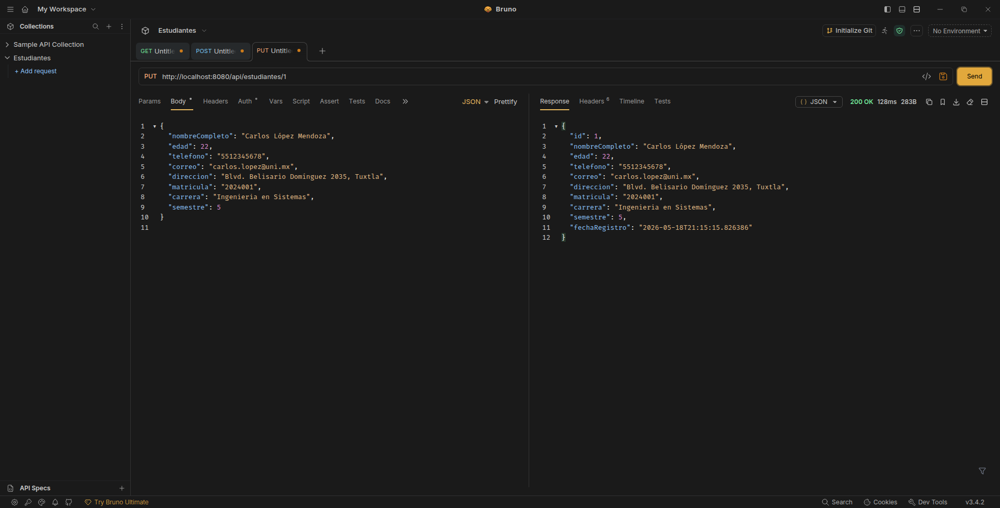 My Workspace
Bruno
Collections
Sample API Collection
Estudiantes
+ Add request
Estudiantes
Initialize Git
No Environment
GET Untitle
POST Untitle
PUT Untitle
PUT http://localhost:8080/api/estudiantes/1
</>
Send
Params Body Headers Auth Vars Script Assert Tests Docs
JSON Prettify
1 {
2 "nombreCompleto": "Carlos López Mendoza",
3 "edad": 22,
4 "telefono": "5512345678",
5 "correo": "carlos.lopez@uni.mx",
6 "direccion": "Blvd. Belisario Domínguez 2035, Tuxtla",
7 "matricula": "2024001",
8 "carrera": "Ingenieria en Sistemas",
9 "semestre": 5
10 }
11
Response Headers 6 Timeline Tests
{ } JSON
200 OK 128ms 283B
1 {
2 "id": 1,
3 "nombreCompleto": "Carlos López Mendoza",
4 "edad": 22,
5 "telefono": "5512345678",
6 "correo": "carlos.lopez@uni.mx",
7 "direccion": "Blvd. Belisario Domínguez 2035, Tuxtla",
8 "matricula": "2024001",
9 "carrera": "Ingenieria en Sistemas",
10 "semestre": 5,
11 "fechaRegistro": "2026-05-18T21:15:15.826386"
12 }
API Specs
Try Bruno Ultimate
Search
Cookies
Dev Tools
v3.4.2